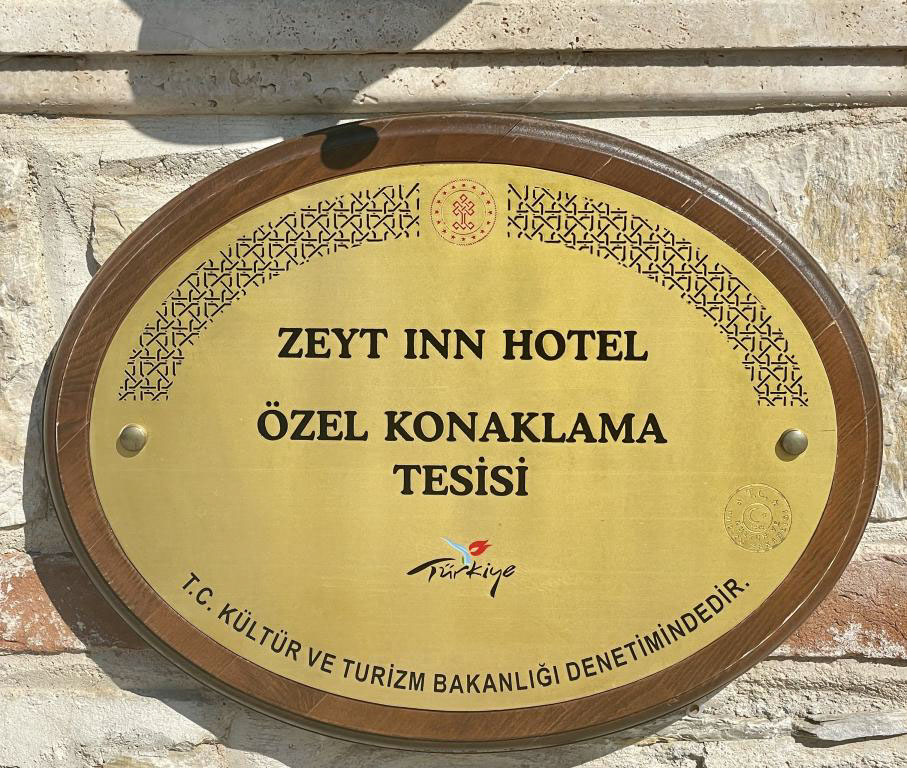 ZEYT INN HOTEL
ÖZEL KONAKLAMA
TESİSİ
Türkiye
T.C. KÜLTÜR VE TURİZM BAKANLIĞI DENETİMİNDEDİR.